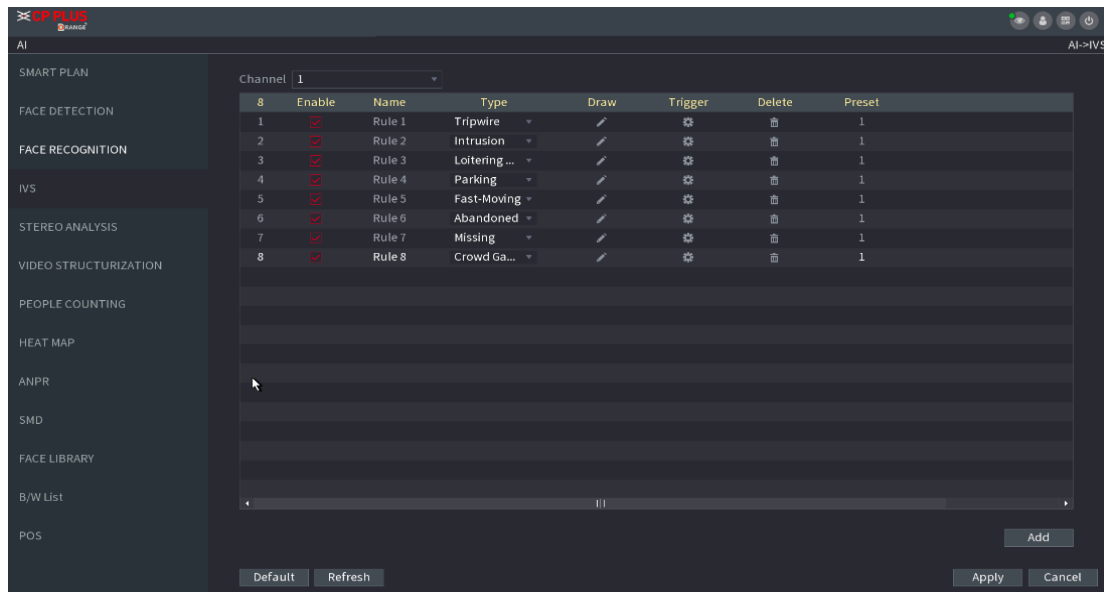 CP PLUS
ORANGE
AI AI->IVS
SMART PLAN
FACE DETECTION
FACE RECOGNITION
IVS
STEREO ANALYSIS
VIDEO STRUCTURIZATION
PEOPLE COUNTING
HEAT MAP
ANPR
SMD
FACE LIBRARY
B/W List
POS
Channel 1
8 Enable Name Type Draw Trigger Delete Preset
1 Rule 1 Tripwire 1
2 Rule 2 Intrusion 1
3 Rule 3 Loitering ... 1
4 Rule 4 Parking 1
5 Rule 5 Fast-Moving 1
6 Rule 6 Abandoned 1
7 Rule 7 Missing 1
8 Rule 8 Crowd Ga... 1
Add
Default Refresh Apply Cancel